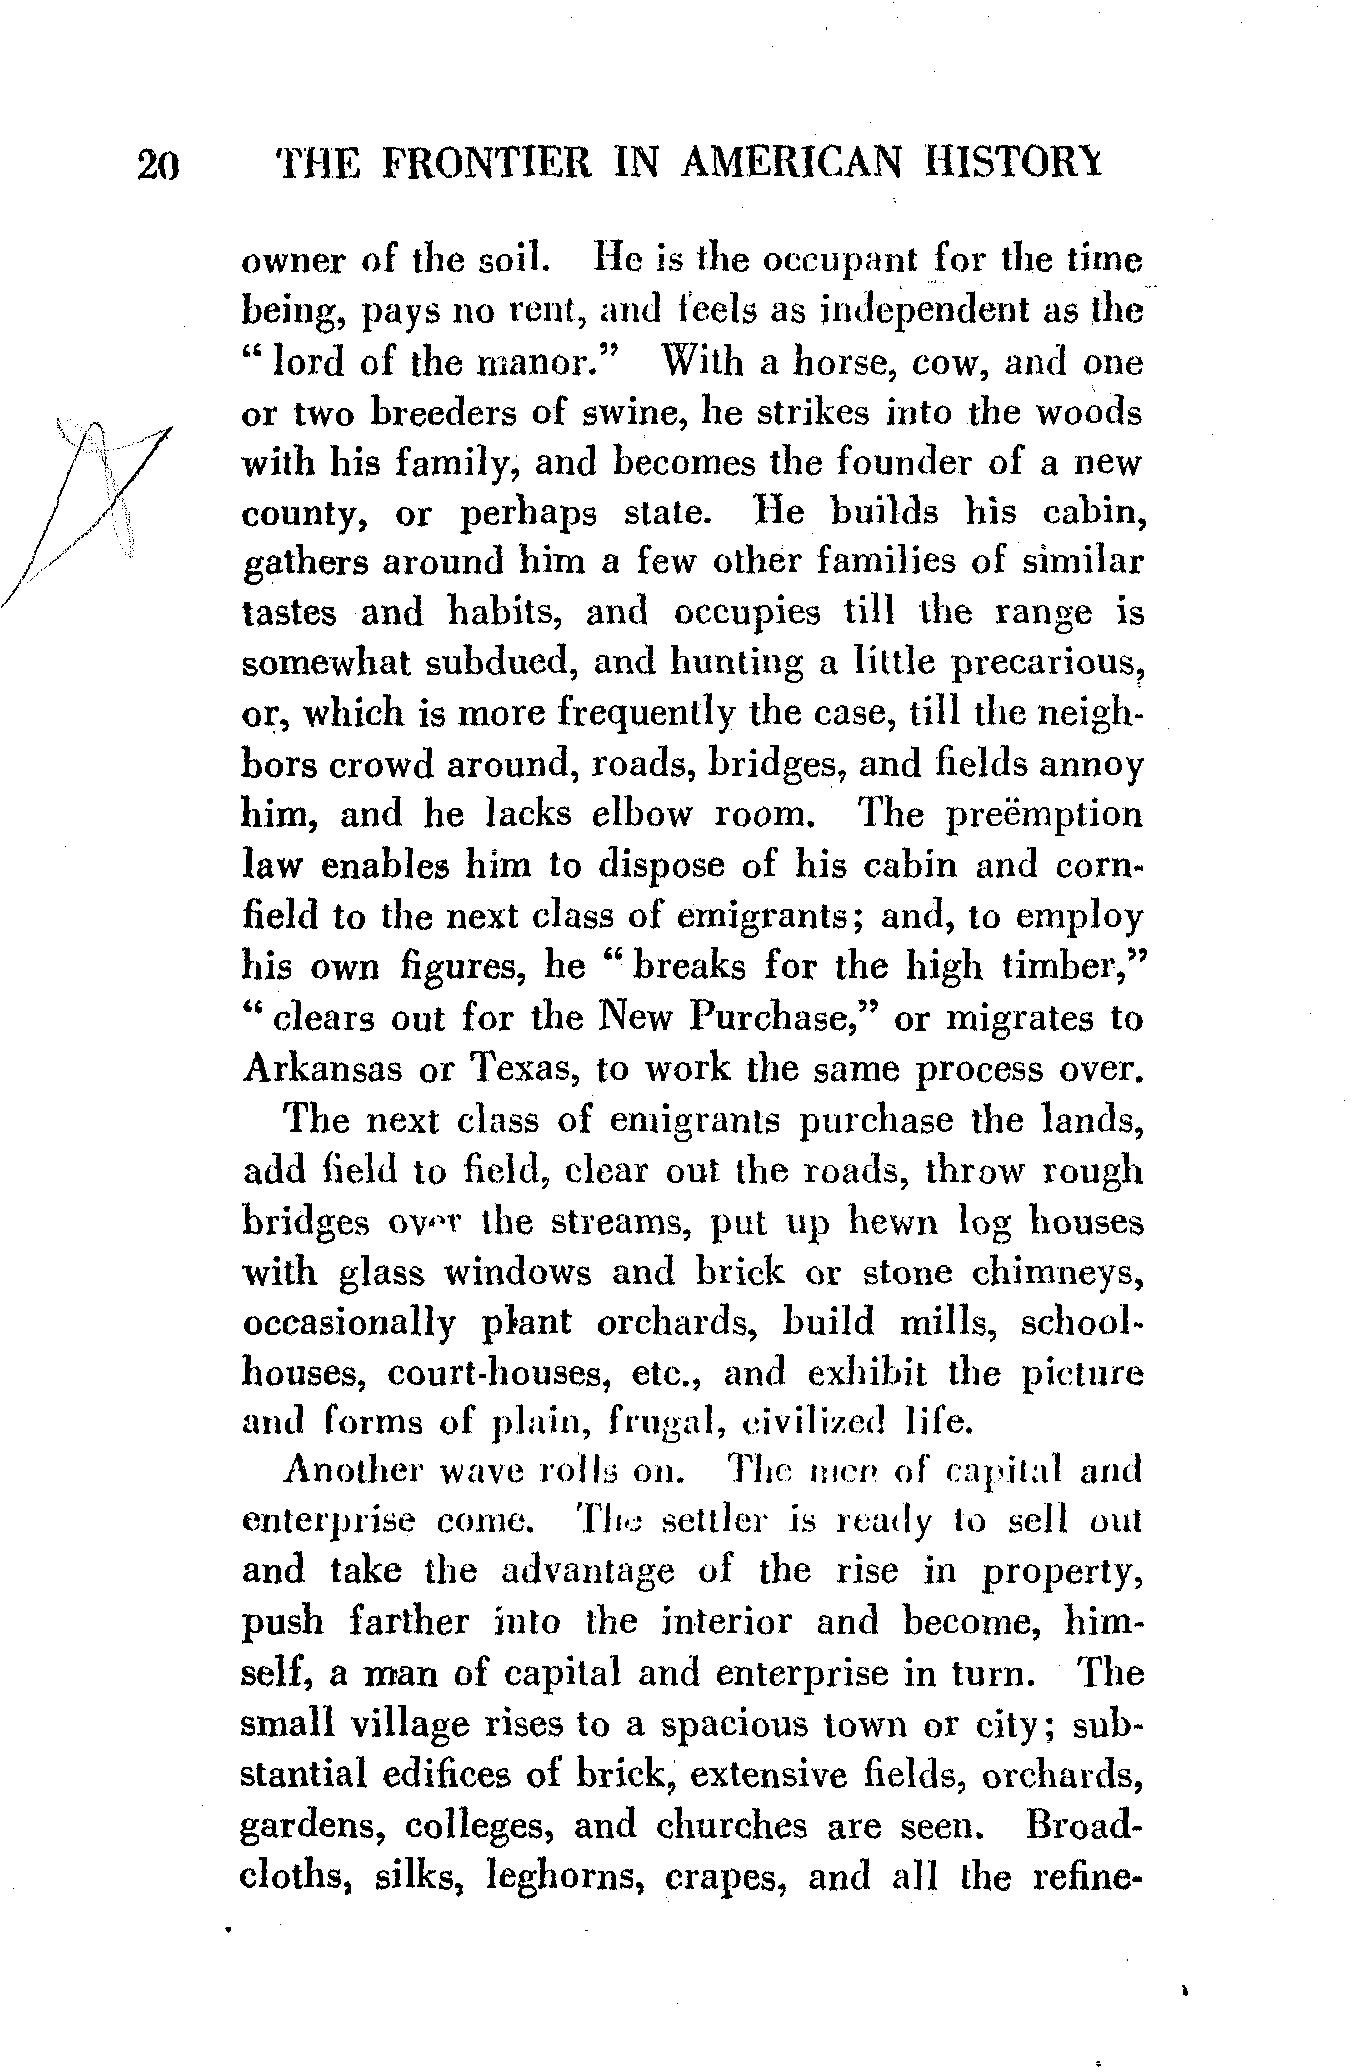 20 THE FRONTIER IN AMERICAN HISTORY
owner of the soil. He is the occupant for the time
being, pays no rent, and feels as independent as the
“ lord of the manor.” With a horse, cow, and one
or two breeders of swine, he strikes into the woods
with his family, and becomes the founder of a new
county, or perhaps state. He builds his cabin,
gathers around him a few other families of similar
tastes and habits, and occupies till the range is
somewhat subdued, and hunting a little precarious,
or, which is more frequently the case, till the neigh-
bors crowd around, roads, bridges, and fields annoy
him, and he lacks elbow room. The preëmption
law enables him to dispose of his cabin and corn-
field to the next class of emigrants; and, to employ
his own figures, he “ breaks for the high timber,”
“ clears out for the New Purchase,” or migrates to
Arkansas or Texas, to work the same process over.
The next class of emigrants purchase the lands,
add field to field, clear out the roads, throw rough
bridges over the streams, put up hewn log houses
with glass windows and brick or stone chimneys,
occasionally plant orchards, build mills, school-
houses, court-houses, etc., and exhibit the picture
and forms of plain, frugal, civilized life.
Another wave rolls on. The men of capital and
enterprise come. The settler is ready to sell out
and take the advantage of the rise in property,
push farther into the interior and become, him-
self, a man of capital and enterprise in turn. The
small village rises to a spacious town or city; sub-
stantial edifices of brick, extensive fields, orchards,
gardens, colleges, and churches are seen. Broad-
cloths, silks, leghorns, crapes, and all the refine-